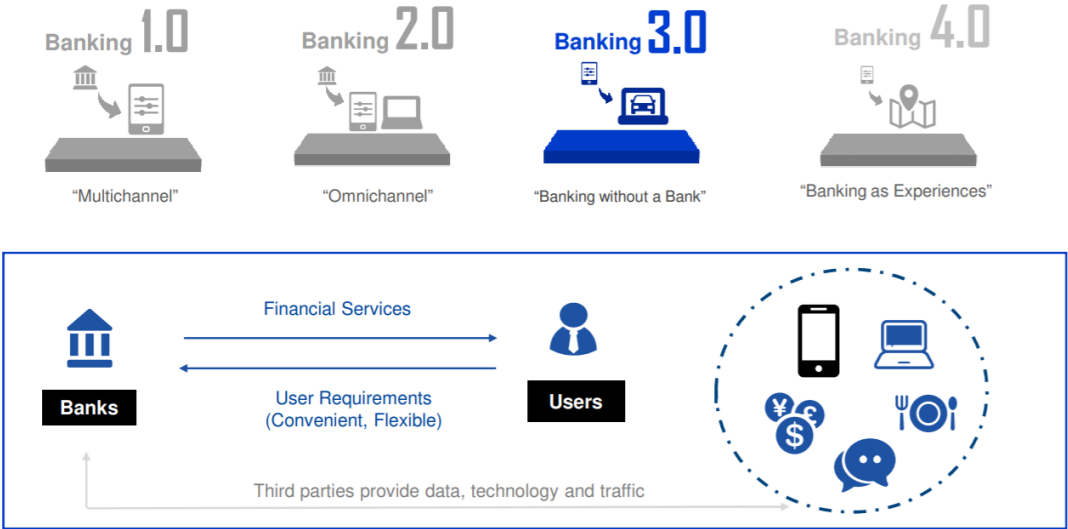 Banking 1.0
Banking 2.0
Banking 3.0
Banking 4.0
“Multichannel”
“Omnichannel”
“Banking without a Bank”
“Banking as Experiences”
Financial Services
Banks
User Requirements
(Convenient, Flexible)
Users
¥
£
$
Third parties provide data, technology and traffic